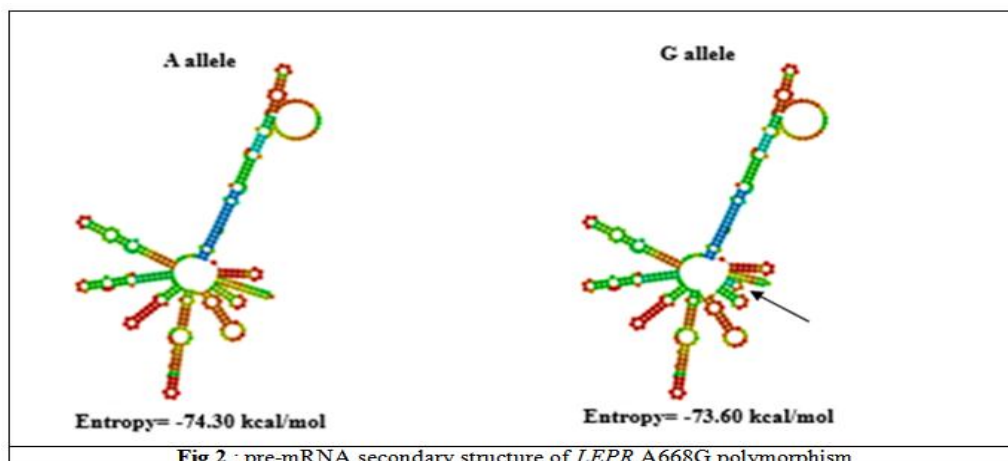 A allele
G allele
Entropy= -74.30 kcal/mol
Entropy= -73.60 kcal/mol
Fig 2 : pre-mRNA secondary structure of LEPR A668G polymorphism